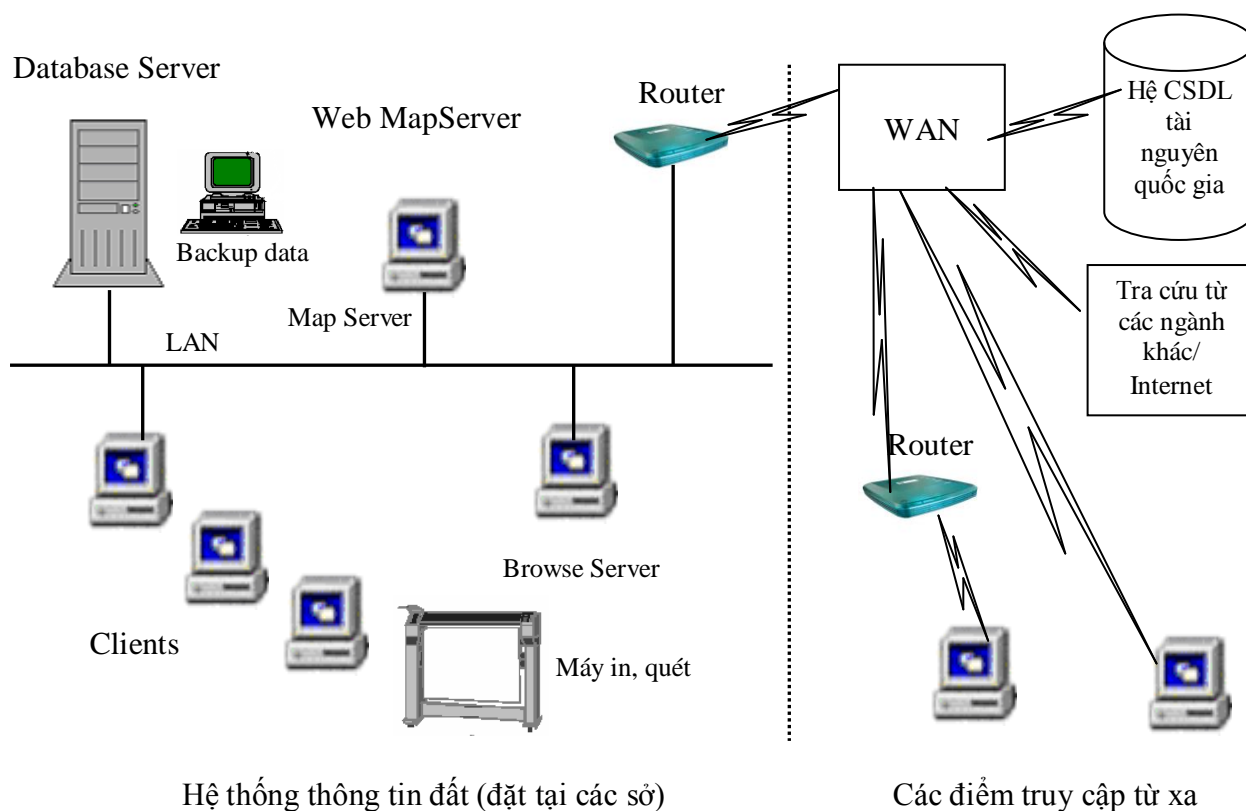 Database Server
Web MapServer
Router
WAN
Hệ CSDL
tài
nguyên
quốc gia
Backup data
Map Server
LAN
Tra cứu từ
các ngành
khác/
Internet
Router
Browse Server
Clients
Máy in, quét
Hệ thống thông tin đất (đặt tại các sở)
Các điểm truy cập từ xa